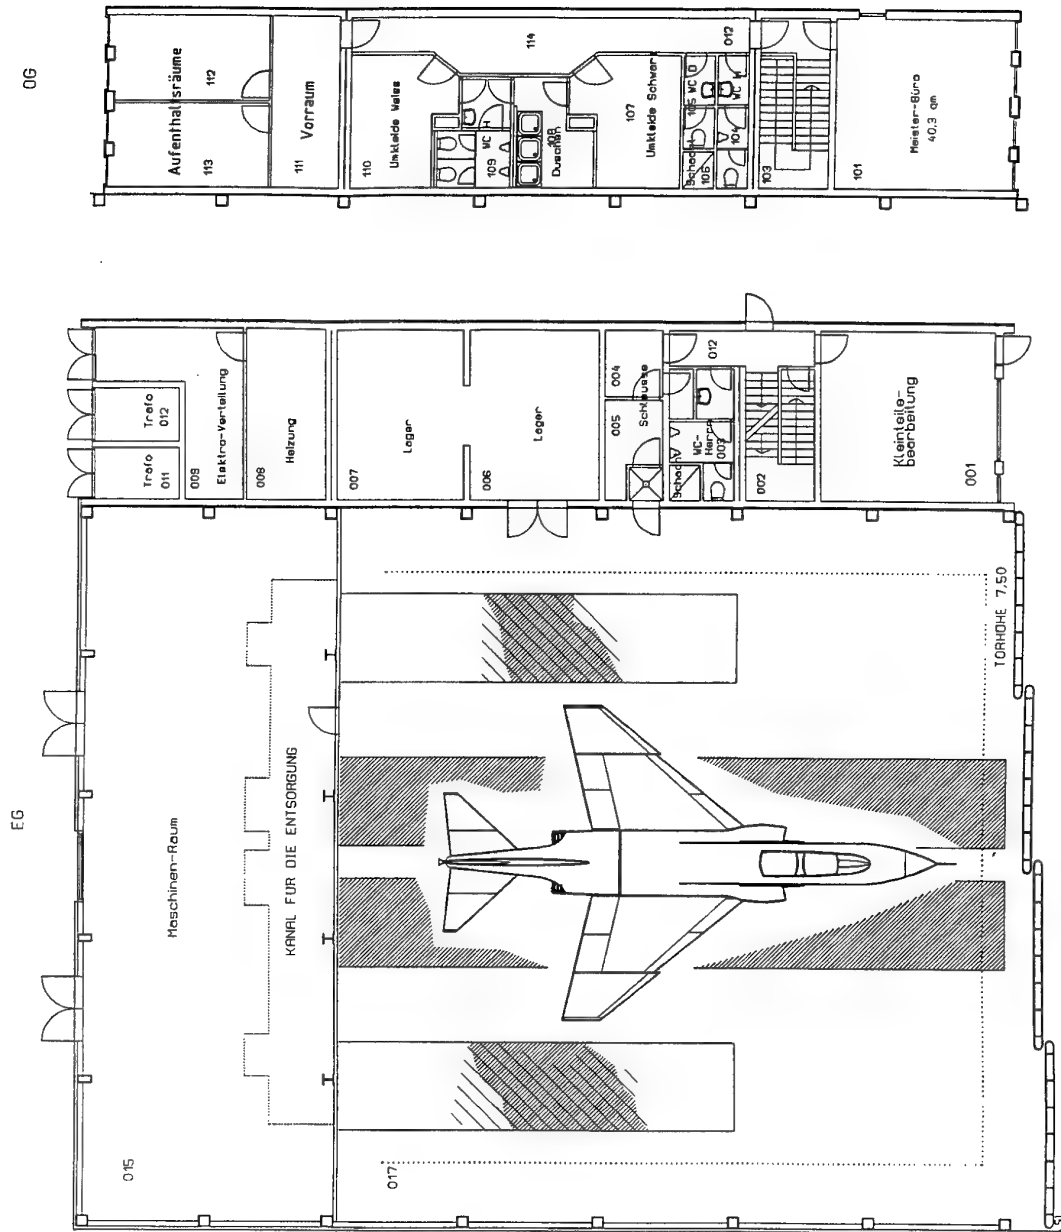 OG
Aufenthaltsräume
112
113
Vorraum
111
114
012
Umkleide Weiss
110
WC H
109
108
Duschen
107
Umkleide Schwarz
105 WC D
WC H
104
Schacht
106
103
Meister-Büro
40,3 qm
101
EG
Trafo
012
Trafo
011
Elektro-Verteilung
009
Heizung
008
Lager
007
Lager
006
004
005
Schleusse
012
WC-
Herren
003
Schacht
002
Kleinteile-
bearbeitung
001
Maschinen-Raum
015
KANAL FÜR DIE ENTSORGUNG
017
TORHÖHE 7,50